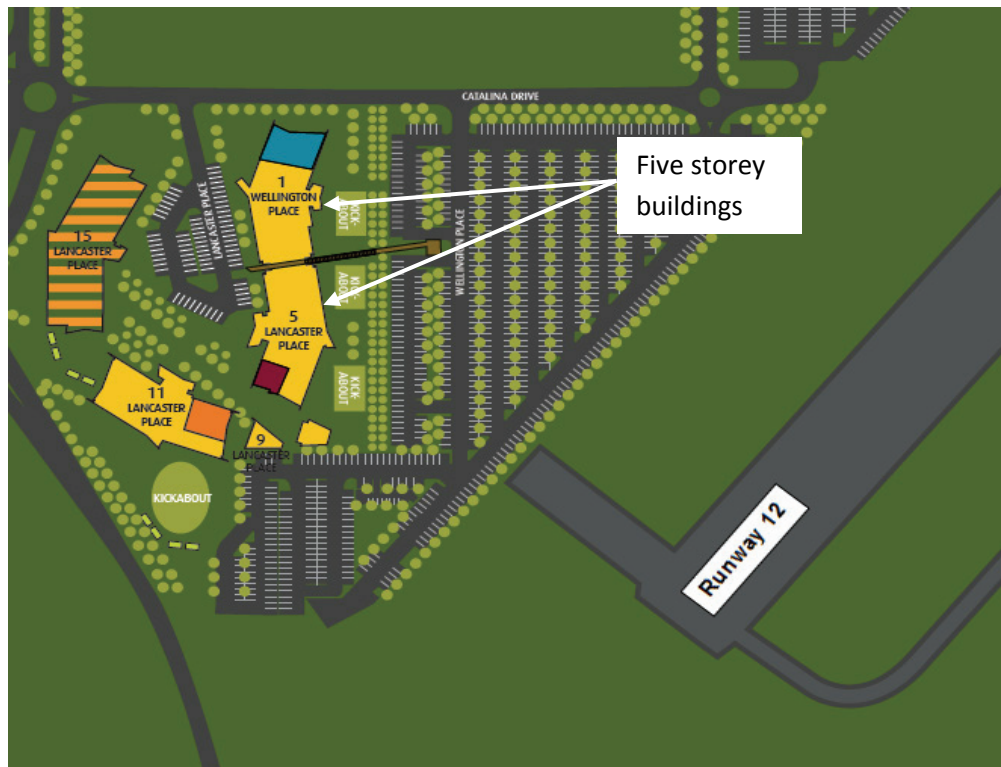 CATALINA DRIVE
Five storey
buildings
1
WELLINGTON
PLACE
KICK-
ABOUT
LANCASTER PLACE
15
LANCASTER
PLACE
WELLINGTON PLACE
KICK-
ABOUT
5
LANCASTER
PLACE
KICK
ABOUT
11
LANCASTER
PLACE
9
LANCASTER
PLACE
KICKABOUT
Runway 12